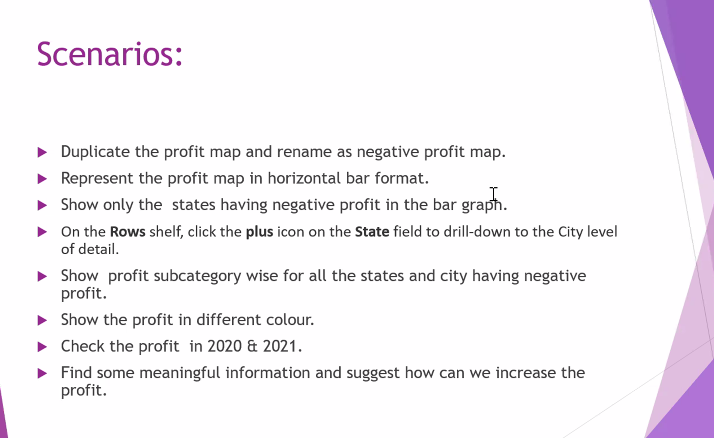 Scenarios:
Duplicate the profit map and rename as negative profit map.
Represent the profit map in horizontal bar format.
Show only the  states having negative profit in the bar graph.
On the Rows shelf, click the plus icon on the State field to drill-down to the City level
of detail.
Show  profit subcategory wise for all the states and city having negative
profit.
Show the profit in different colour.
Check the profit  in 2020 & 2021.
Find some meaningful information and suggest how can we increase the
profit.